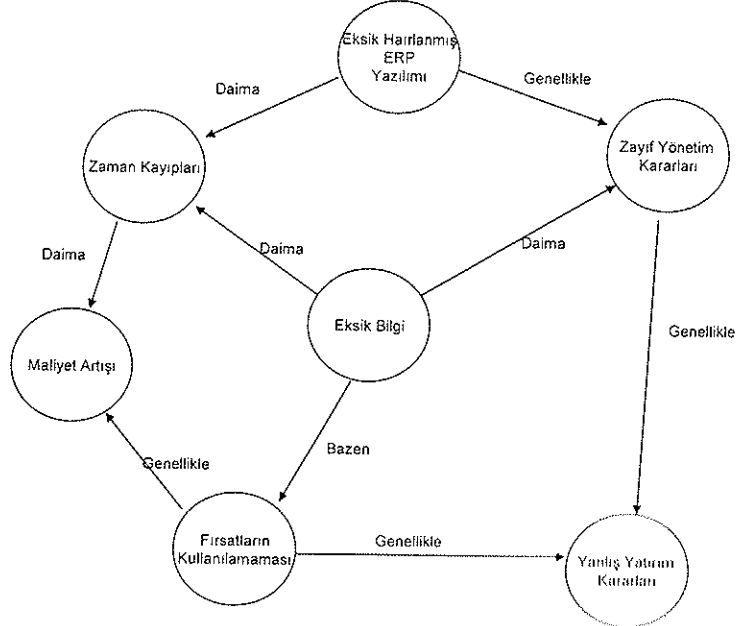 Eksik Harırlanmış
ERP
Yazılımı
Daima
Genellikle
Zaman Kayıpları
Zayıf Yönetim
Kararları
Daima
Daima
Daima
Eksik Bilgi
Genellikle
Maliyet Artışı
Bazen
Genellikle
Fırsatların
Kullanılamaması
Genellikle
Yanlış Yatırım
Kararları